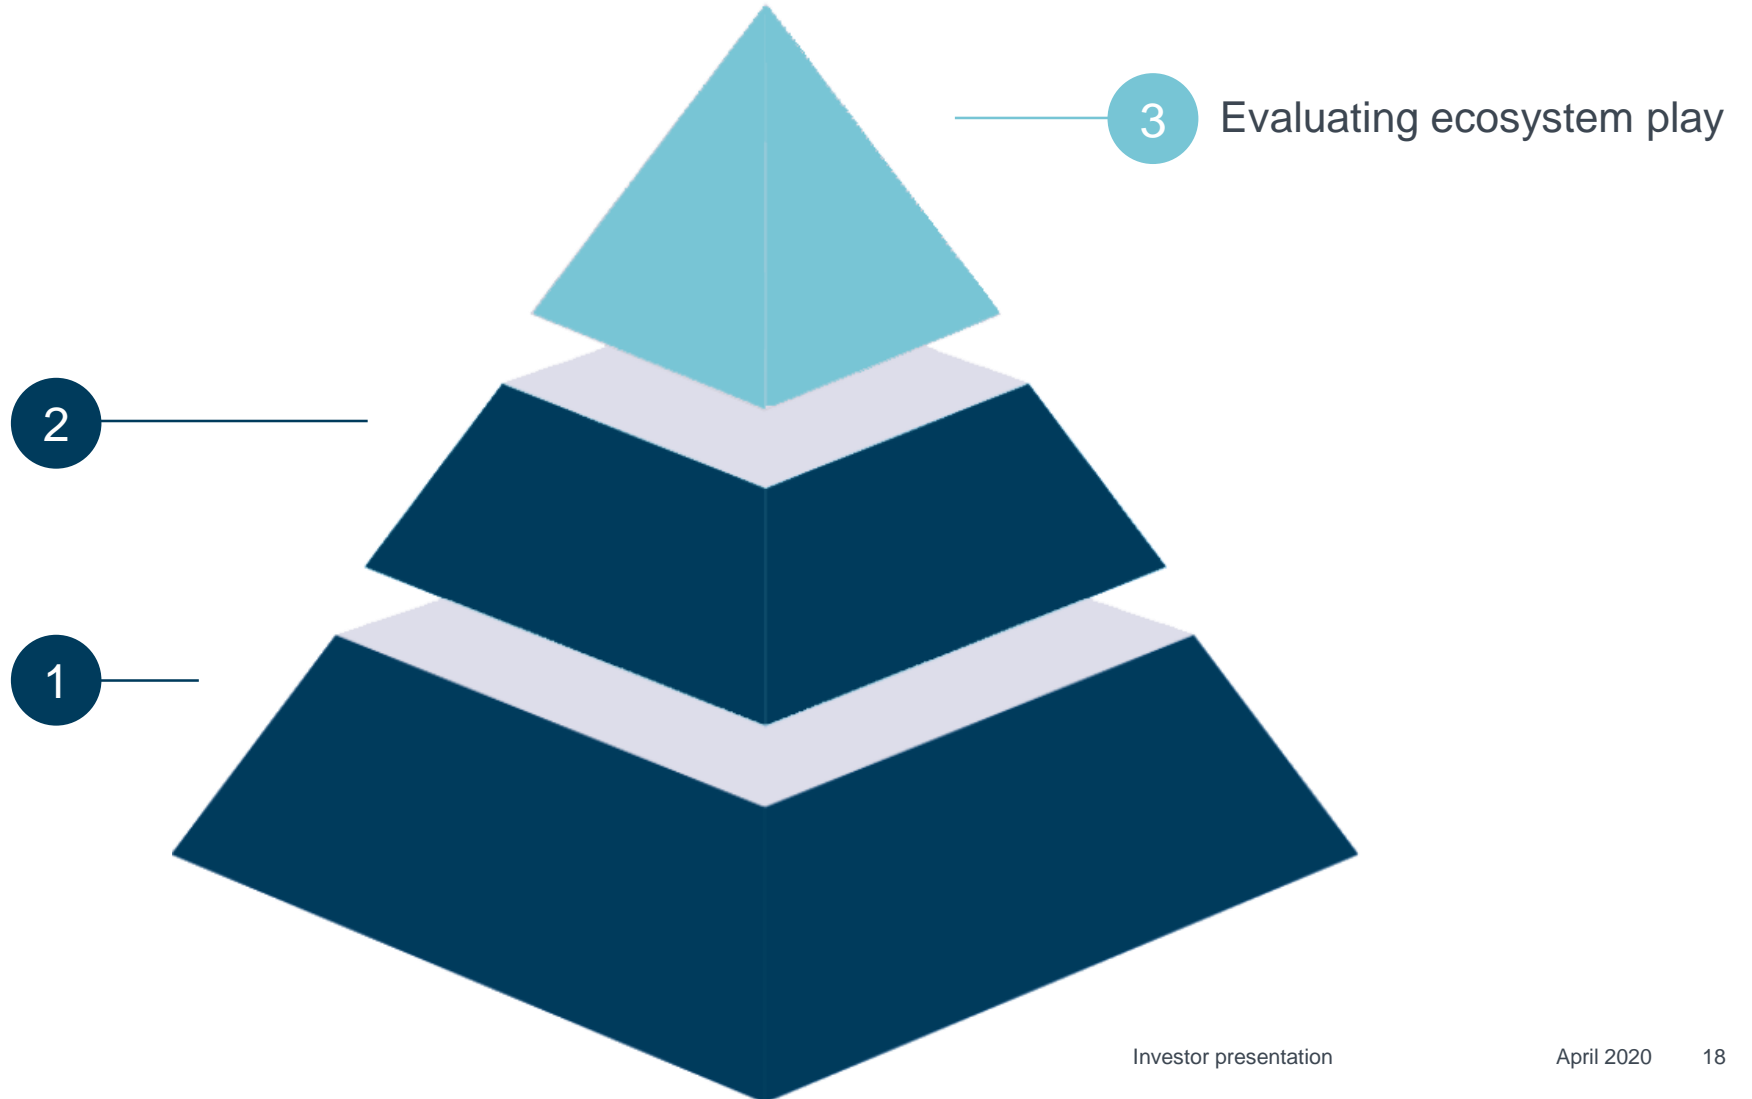 3 Evaluating ecosystem play
2
1
Investor presentation April 2020 18